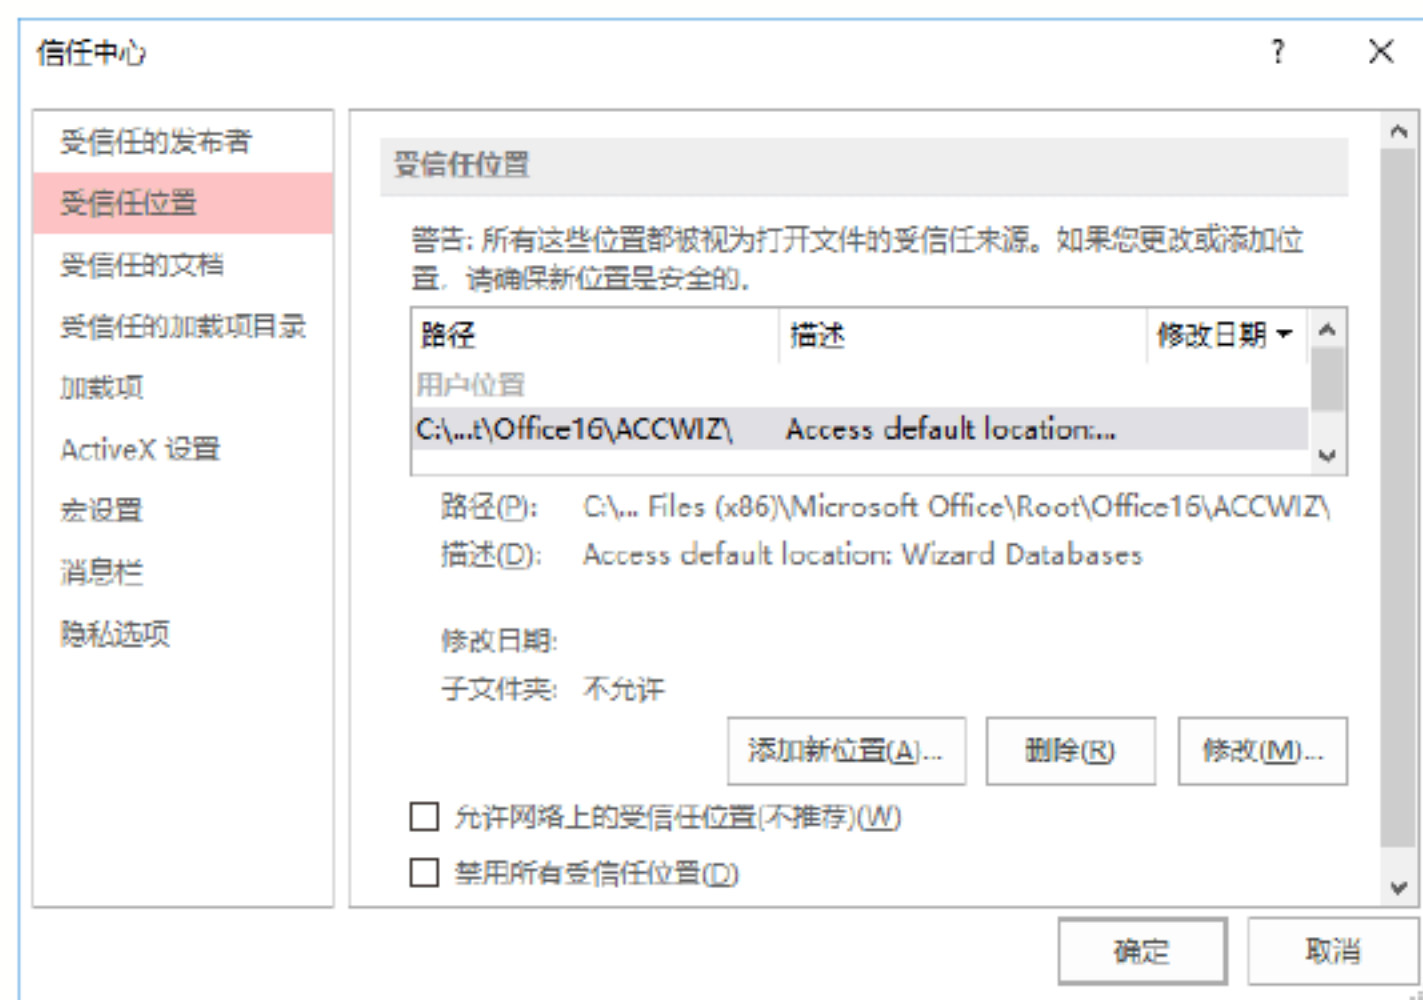 信任中心
?
受信任的发布者
受信任位置
受信任的文档
受信任的加载项目录
加载项
ActiveX 设置
宏设置
消息栏
隐私选项
受信任位置
警告: 所有这些位置都被视为打开文件的受信任来源。如果您更改或添加位
置，请确保新位置是安全的。
路径 描述 修改日期
用户位置
C:\...t\Office16\ACCWIZ\ Access default location:...
路径(P): C:\... Files (x86)\Microsoft Office\Root\Office16\ACCWIZ\
描述(D): Access default location: Wizard Databases
修改日期:
子文件夹: 不允许
添加新位置(A)... 删除(R) 修改(M)...
允许网络上的受信任位置(不推荐)(W)
禁用所有受信任位置(D)
确定 取消